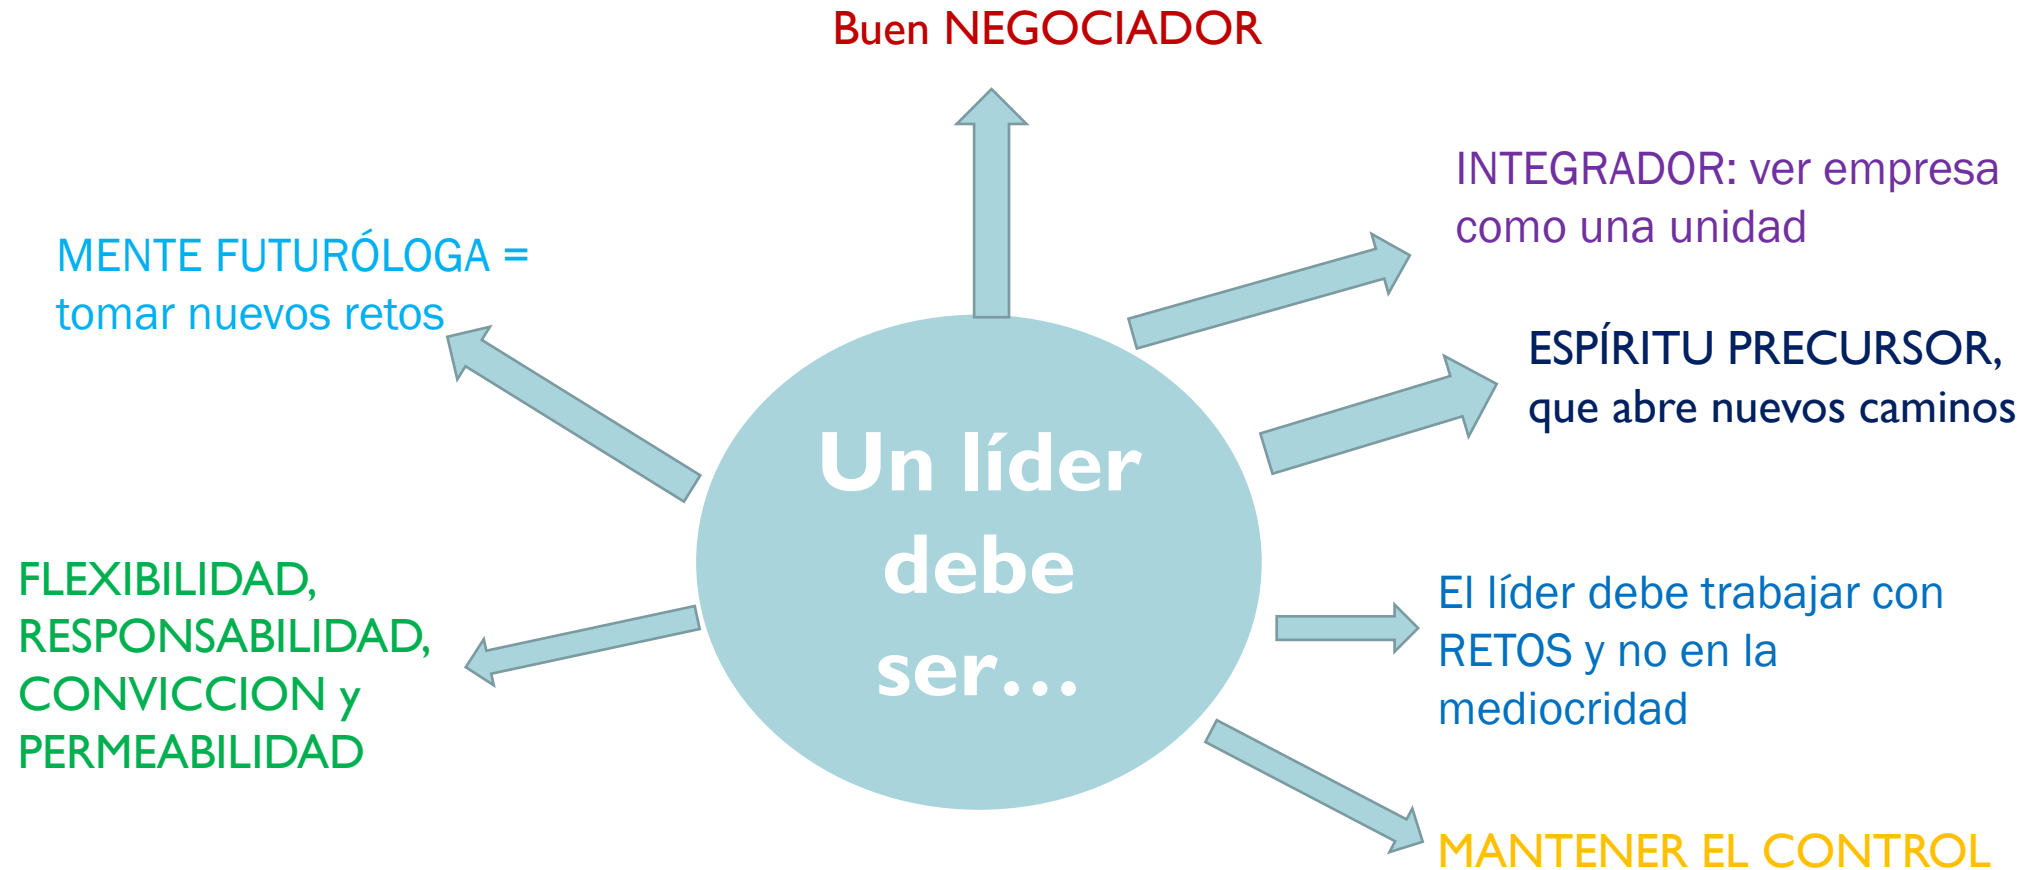 Buen NEGOCIADOR
INTEGRADOR: ver empresa
como una unidad
MENTE FUTURÓLOGA =
tomar nuevos retos
ESPÍRITU PRECURSOR,
que abre nuevos caminos
Un líder
debe
ser...
FLEXIBILIDAD,
RESPONSABILIDAD,
CONVICCION y
PERMEABILIDAD
El líder debe trabajar con
RETOS y no en la
mediocridad
MANTENER EL CONTROL